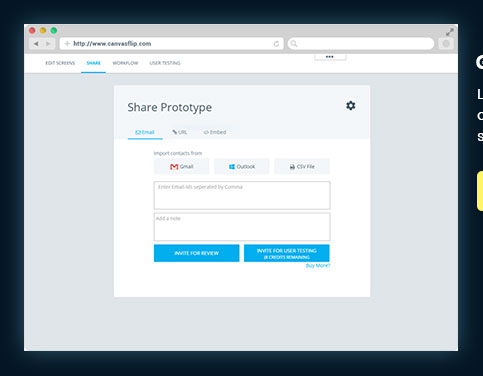 http://www.canvasflip.com
EDIT SCREENS SHARE WORKFLOW USER TESTING
Share Prototype
Email URL </> Embed
Import contacts from
Gmail Outlook CSV File
Enter Email-ids seperated by Comma
Add a note
INVITE FOR REVIEW
INVITE FOR USER TESTING
CREDITS REMAINING
Buy More?